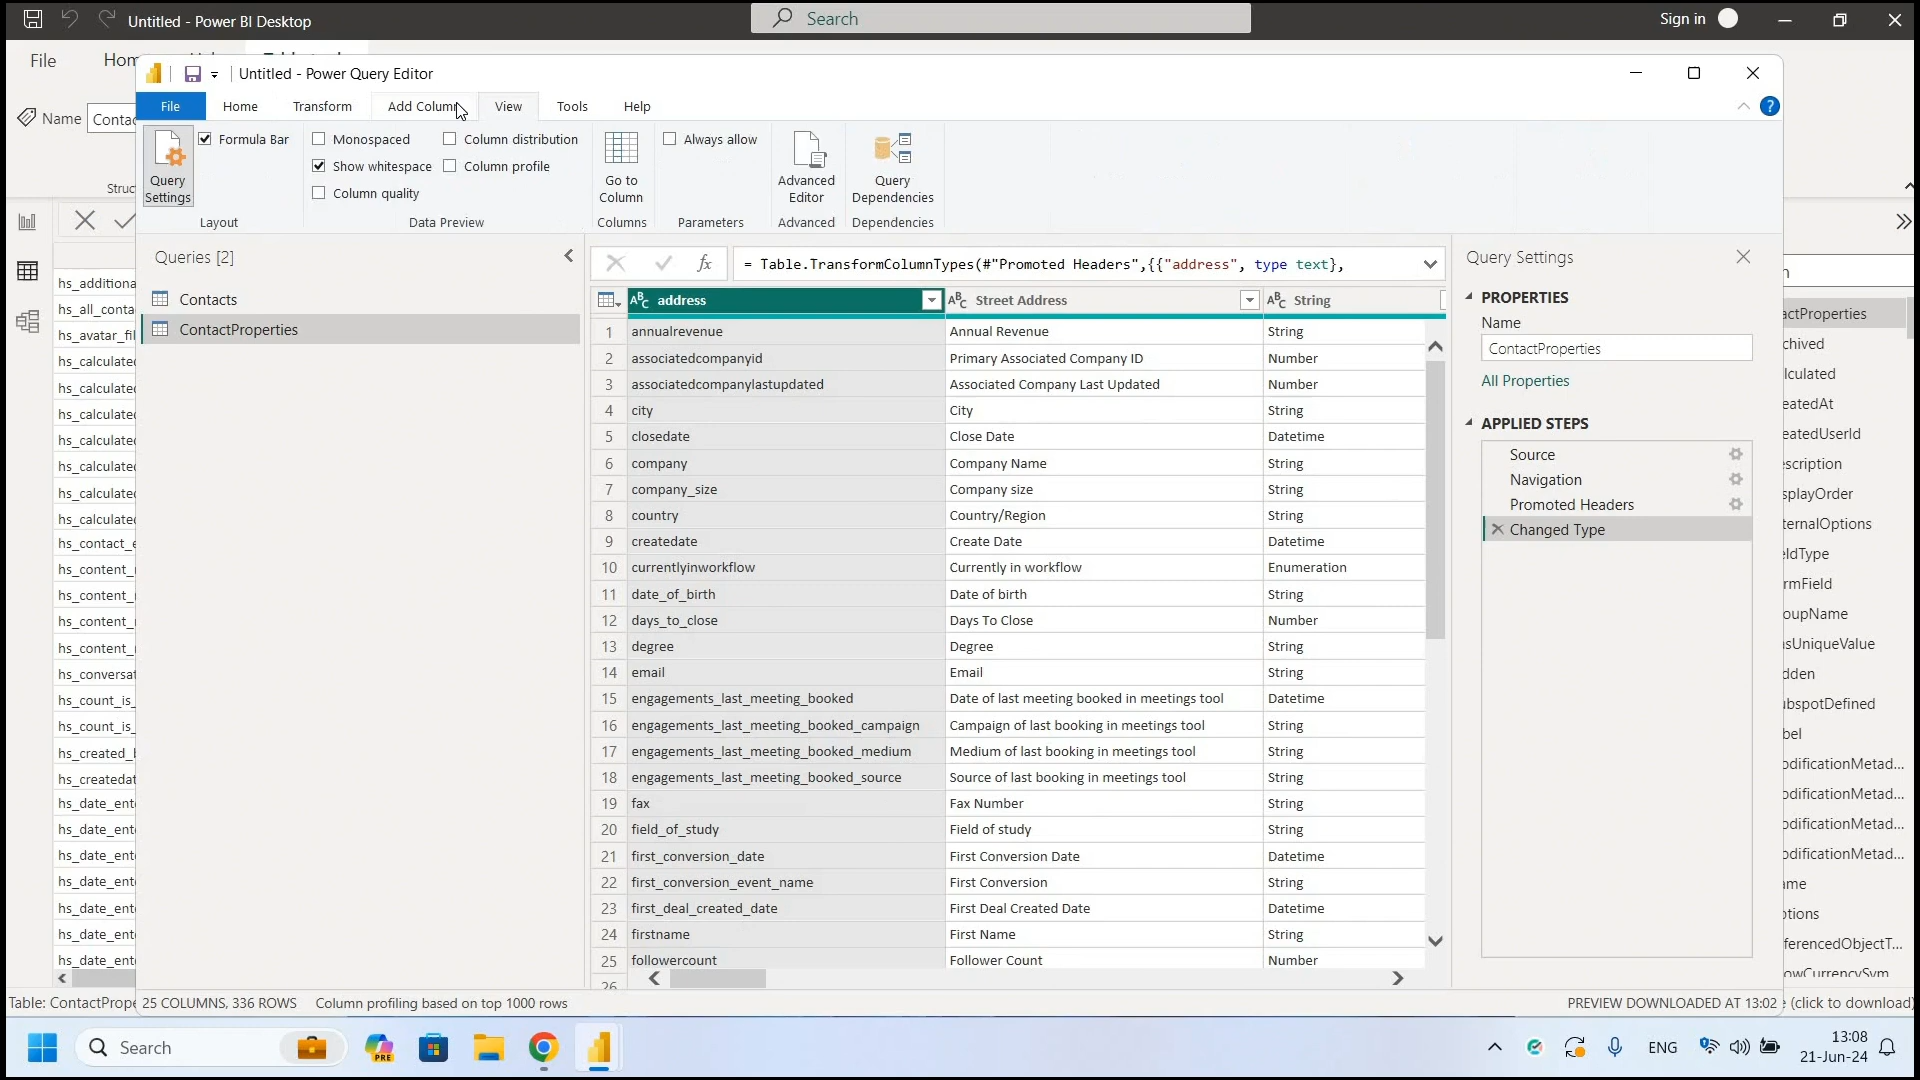 Untitled - Power BI Desktop
Search
Sign in
File
Untitled - Power Query Editor
File
Home
Transform
Add Column
View
Tools
Help
Name
Query Settings
Formula Bar
Layout
Monospaced
Show whitespace
Column quality
Column distribution
Column profile
Data Preview
Go to Column
Columns
Always allow
Parameters
Advanced Editor
Advanced
Query Dependencies
Dependencies
Queries [2]
Contacts
ContactProperties
= Table.TransformColumnTypes(#"Promoted Headers",{{"address", type text},
address Street Address String
1 annualrevenue Annual Revenue String
2 associatedcompanyid Primary Associated Company ID Number
3 associatedcompanylastupdated Associated Company Last Updated Number
4 city City String
5 closedate Close Date Datetime
6 company Company Name String
7 company_size Company size String
8 country Country/Region String
9 createdate Create Date Datetime
10 currentlyinworkflow Currently in workflow Enumeration
11 date_of_birth Date of birth String
12 days_to_close Days To Close Number
13 degree Degree String
14 email Email String
15 engagements_last_meeting_booked Date of last meeting booked in meetings tool Datetime
16 engagements_last_meeting_booked_campaign Campaign of last booking in meetings tool String
17 engagements_last_meeting_booked_medium Medium of last booking in meetings tool String
18 engagements_last_meeting_booked_source Source of last booking in meetings tool String
19 fax Fax Number String
20 field_of_study Field of study String
21 first_conversion_date First Conversion Date Datetime
22 first_conversion_event_name First Conversion String
23 first_deal_created_date First Deal Created Date Datetime
24 firstname First Name String
25 followercount Follower Count Number
26
Query Settings
PROPERTIES
Name
ContactProperties
All Properties
APPLIED STEPS
Source
Navigation
Promoted Headers
Changed Type
25 COLUMNS, 336 ROWS
Column profiling based on top 1000 rows
PREVIEW DOWNLOADED AT 13:02
(click to download)
Search
PRE
ENG
13:08
21-Jun-24